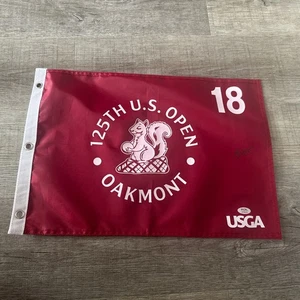 125TH U.S. OPEN
OAKMONT
18
USGA